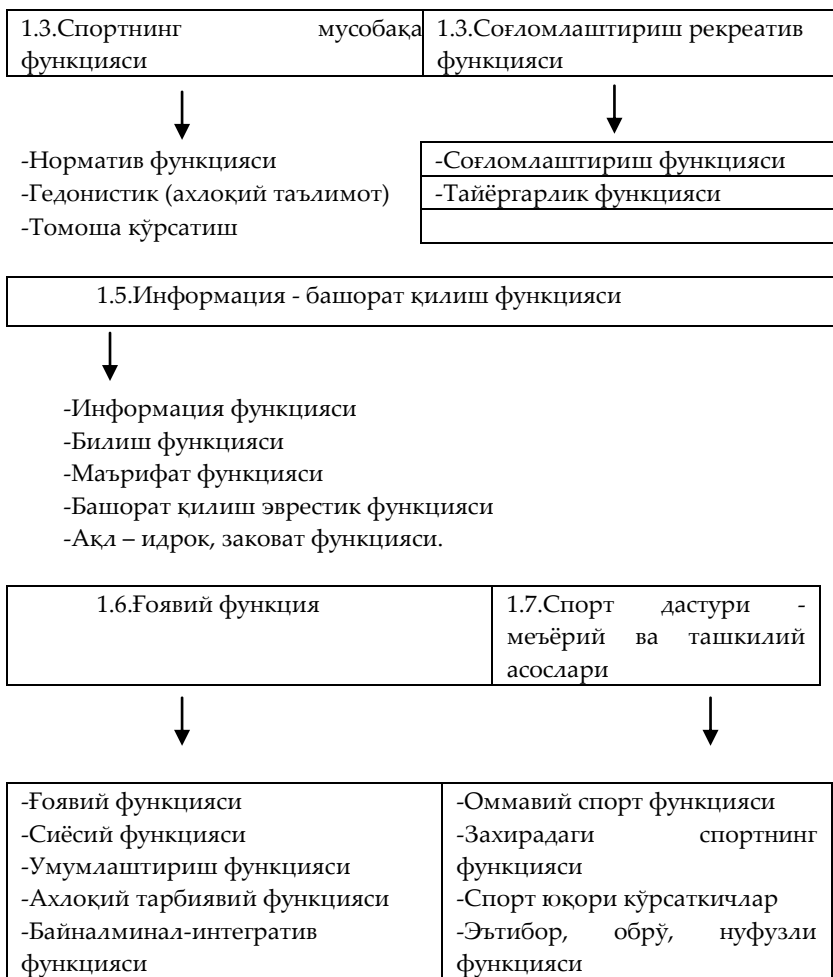 1.3.Спортнинг мусобақа
функцияси
1.3.Соғломлаштириш рекреатив
функцияси
-Норматив функцияси
-Гедонистик (ахлоқий таълимот)
-Томоша кўрсатиш
-Соғломлаштириш функцияси
-Тайёргарлик функцияси
1.5.Информация - башорат қилиш функцияси
-Информация функцияси
-Билиш функцияси
-Маърифат функцияси
-Башорат қилиш эврестик функцияси
-Ақл – идрок, заковат функцияси.
1.6.Ғоявий функция
1.7.Спорт дастури -
меъёрий ва ташкилий
асослари
-Ғоявий функцияси
-Сиёсий функцияси
-Умумлаштириш функцияси
-Ахлоқий тарбиявий функцияси
-Байналминал-интегратив
функцияси
-Оммавий спорт функцияси
-Захирадаги спортнинг
функцияси
-Спорт юқори кўрсаткичлар
-Эътибор, обрў, нуфузли
функцияси